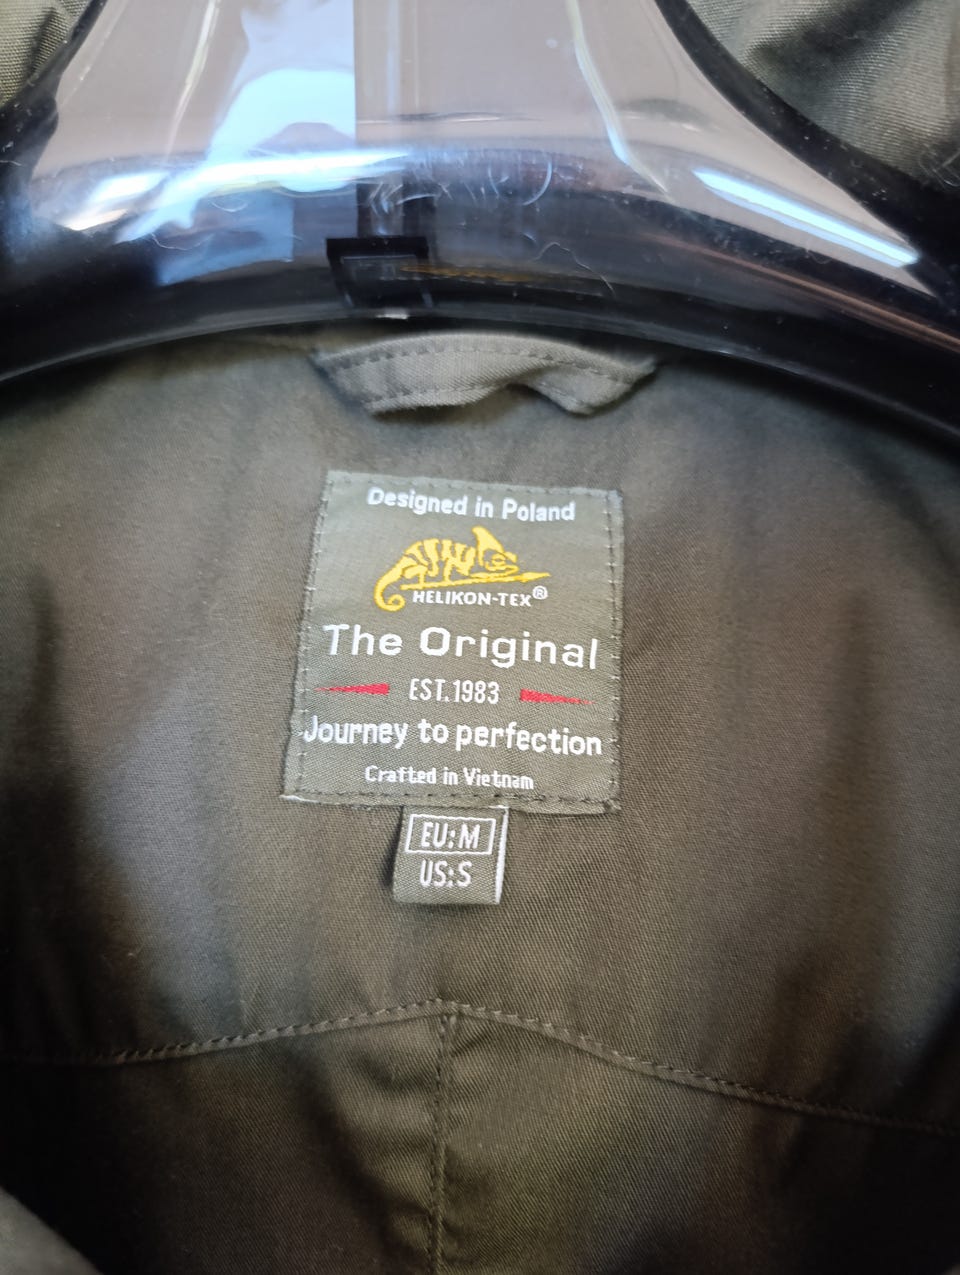 Designed in Poland
HELIKON-TEX®
The Original
EST.1983
Journey to perfection
Crafted in Vietnam
EU:M
US:S